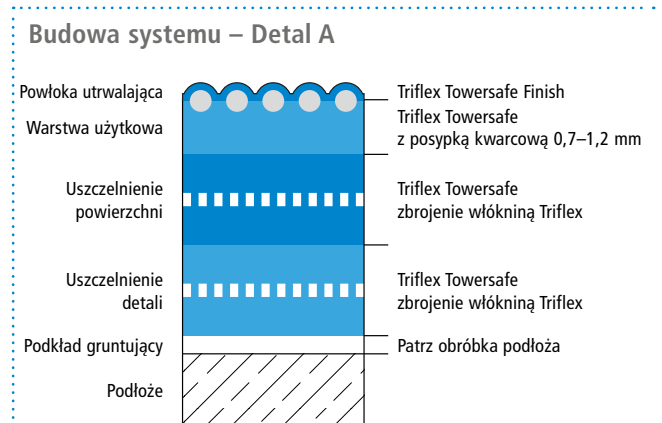 Budowa systemu – Detal A
Powłoka utrwalająca
Triflex Towersafe Finish
Warstwa użytkowa
Triflex Towersafe
z posypką kwarcową 0,7–1,2 mm
Uszczelnienie
powierzchni
Triflex Towersafe
zbrojenie włókniną Triflex
Uszczelnienie
detali
Triflex Towersafe
zbrojenie włókniną Triflex
Podkład gruntujący
Patrz obróbka podłoża
Podłoże